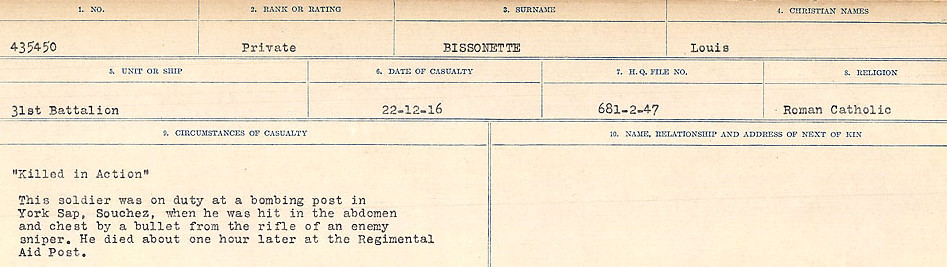 1. NO. 2. RANK OR RATING 3. SURNAME 4. CHRISTIAN NAMES
435450 Private BISSONETTE Louis
5. UNIT OR SHIP 6. DATE OF CASUALTY 7. H. Q. FILE NO. 8. RELIGION
31st Battalion 22-12-16 681-2-47 Roman Catholic
9. CIRCUMSTANCES OF CASUALTY 10. NAME, RELATIONSHIP AND ADDRESS OF NEXT OF KIN
"Killed in Action"
This soldier was on duty at a bombing post in
York Sap, Souchez, when he was hit in the abdomen
and chest by a bullet from the rifle of an enemy
sniper. He died about one hour later at the Regimental
Aid Post.